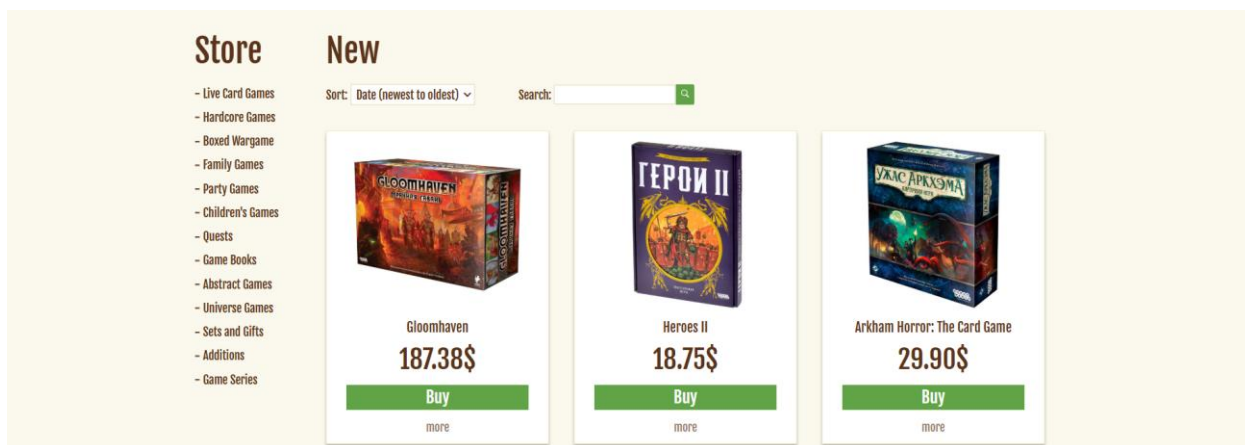 Store
- Live Card Games
- Hardcore Games
- Boxed Wargame
- Family Games
- Party Games
- Children's Games
- Quests
- Game Books
- Abstract Games
- Universe Games
- Sets and Gifts
- Additions
- Game Series
New
Sort: Date (newest to oldest)
Search:
GLOOMHAVEN
GLOOMHAVEN
Gloomhaven
187.38$
Buy
more
ГЕРОИ II
Heroes II
18.75$
Buy
more
УЖАС АРКХЭМА
КАРТОЧНАЯ ИГРА
Arkham Horror: The Card Game
29.90$
Buy
more